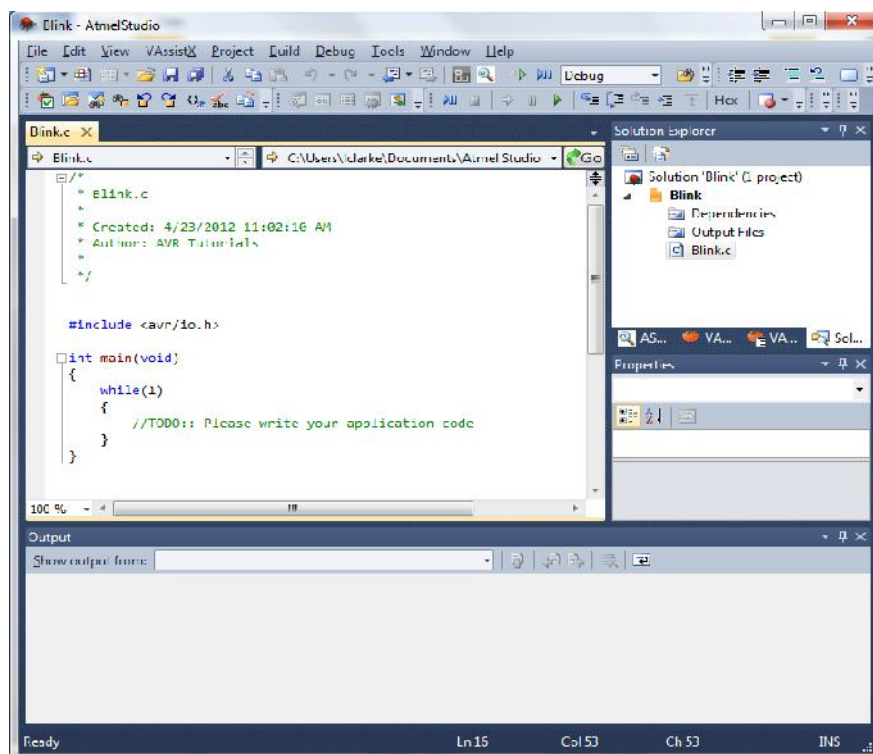 Blink - AtmelStudio
File Edit View VAssistX Project Build Debug Tools Window Help
Debug
Hex
Blink.c
Blink.c
C:\Users\lclarke\Documents\Atmel Studio
Go
/*
* Blink.c
*
* Created: 4/23/2012 11:02:10 AM
* Author: AVR Tutorials
*
*/
#include <avr/io.h>
int main(void)
{
while(1)
{
//TODO:: Please write your application code
}
}
100 %
Solution Explorer
Solution 'Blink' (1 project)
Blink
Dependencies
Output Files
Blink.c
AS... VA... VA... Sol...
Properties
Output
Show output from:
Ready
Ln 16
Col 53
Ch 53
INS